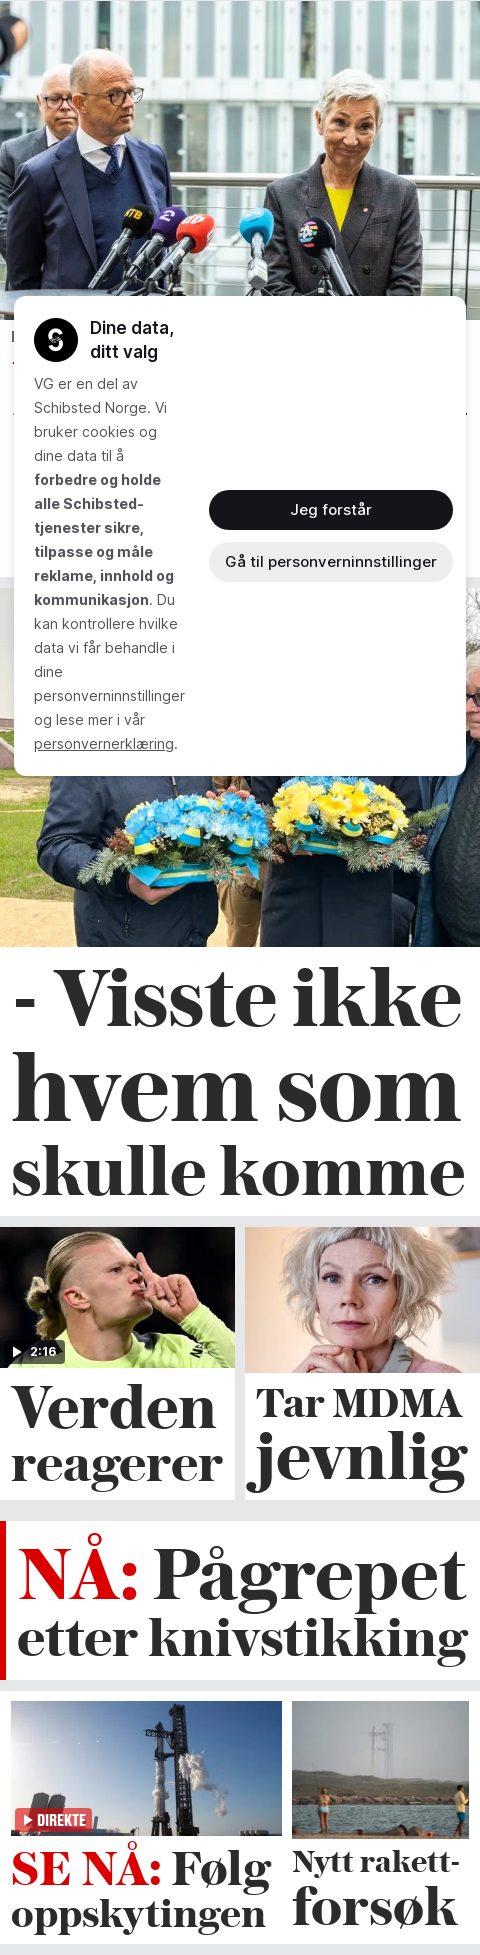 Dine data,
ditt valg
VG er en del av
Schibsted Norge. Vi
bruker cookies og
dine data til å
forbedre og holde
alle Schibsted-
tjenester sikre,
tilpasse og måle
reklame, innhold og
kommunikasjon. Du
kan kontrollere hvilke
data vi får behandle i
dine
personverninnstillinger
og lese mer i vår
personvernerklæring.
Jeg forstår
Gå til personverninnstillinger
- Visste ikke
hvem som
skulle komme
2:16
Verden
reagerer
Tar MDMA
jevnlig
NÅ: Pågrepet
etter knivstikking
DIREKTE
SE NÅ: Følg
oppskytingen
Nytt rakett-
forsøk